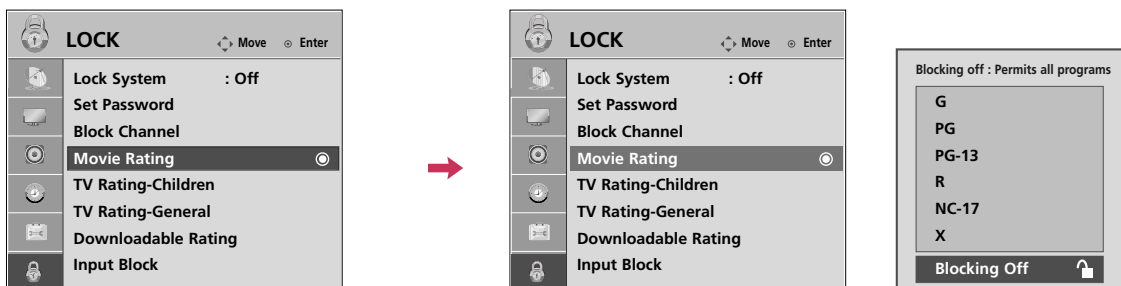 LOCK Move Enter
Lock System : Off
Set Password
Block Channel
Movie Rating
TV Rating-Children
TV Rating-General
Downloadable Rating
Input Block
LOCK Move Enter
Lock System : Off
Set Password
Block Channel
Movie Rating
TV Rating-Children
TV Rating-General
Downloadable Rating
Input Block
Blocking off : Permits all programs
G
PG
PG-13
R
NC-17
X
Blocking Off